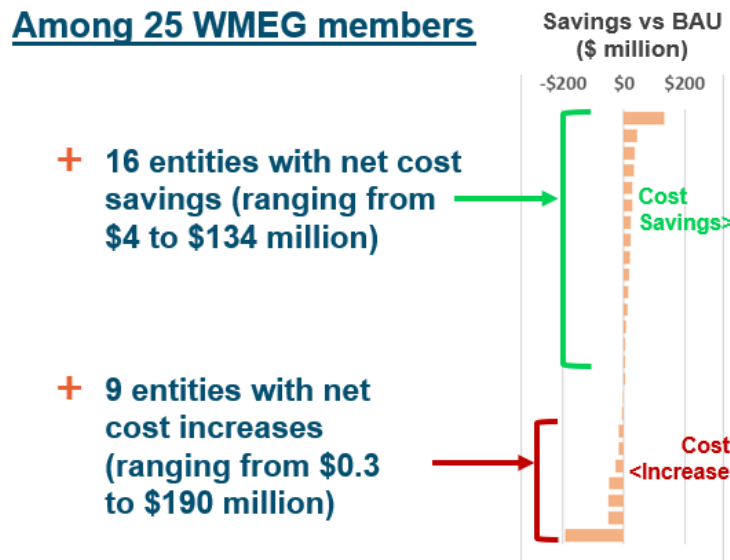 Among 25 WMEG members
Savings vs BAU
($ million)
-$200 $0 $200
+ 16 entities with net cost
savings (ranging from
$4 to $134 million)
Cost
Savings>
+ 9 entities with net
cost increases
(ranging from $0.3
to $190 million)
Cost
<Increase